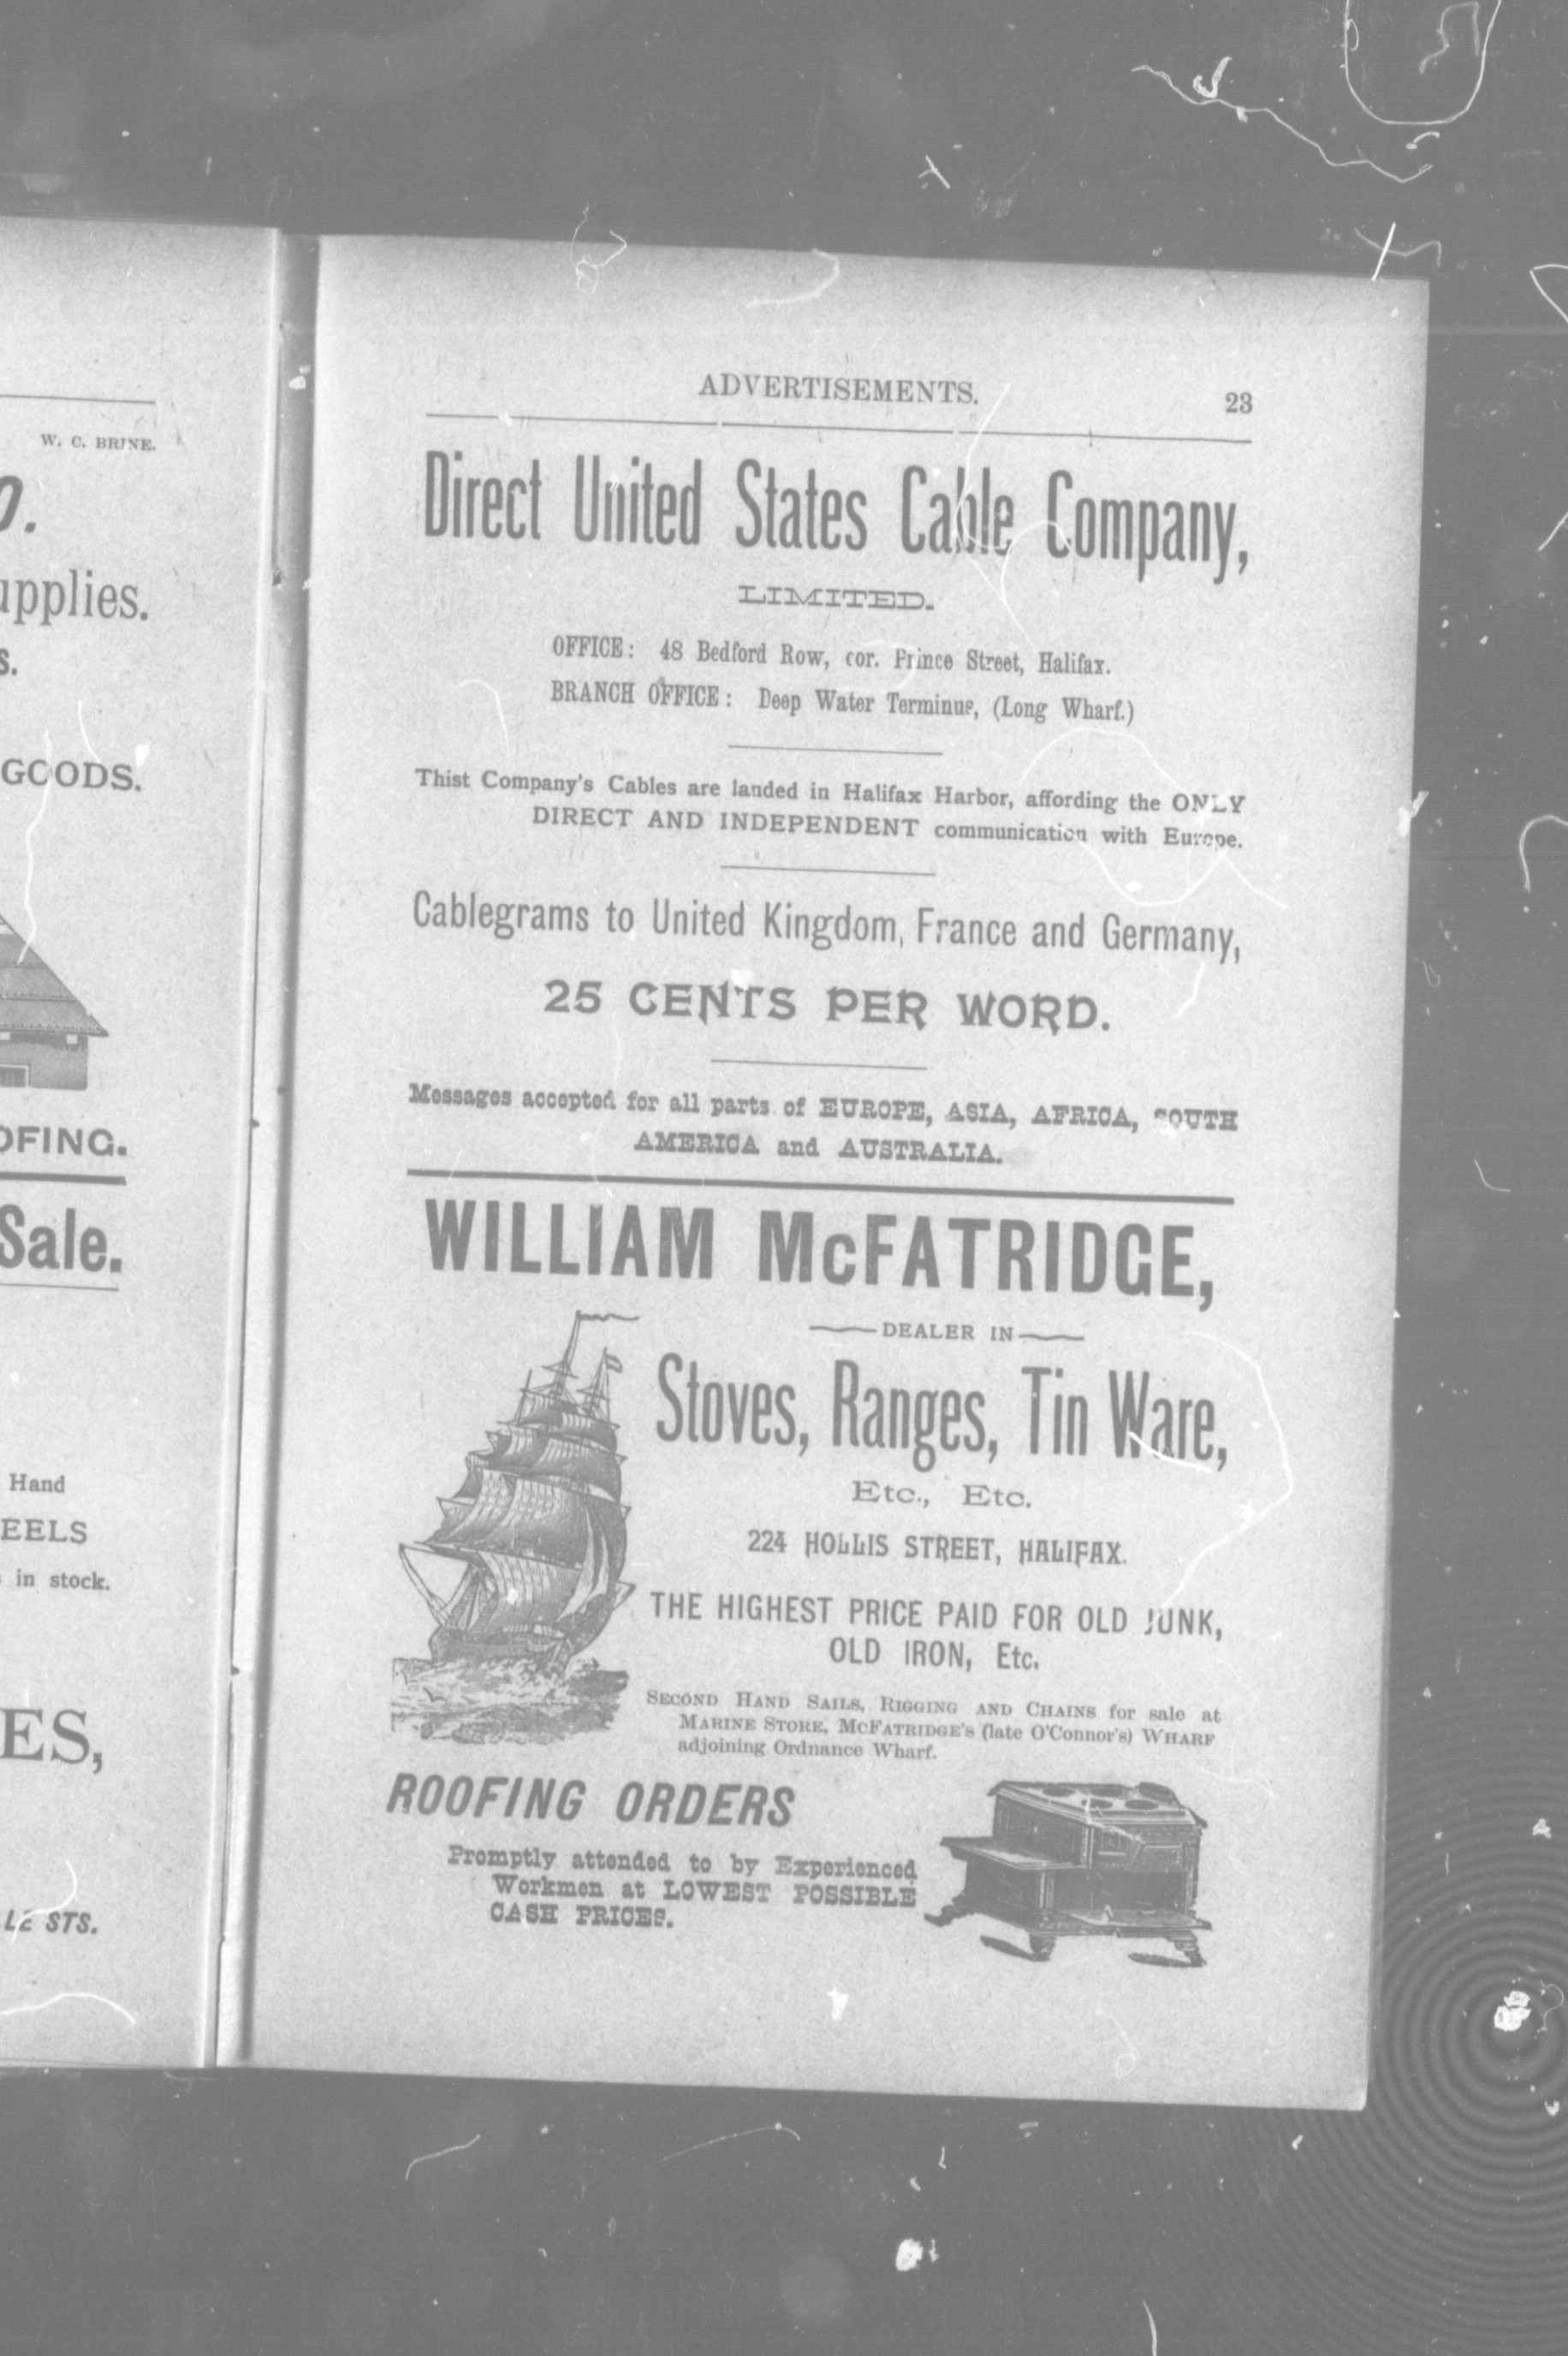 W. C. BRINE.
GOODS.
Sale.
Hand
in stock.
STS.
ADVERTISEMENTS. 23
Direct United States Cable Company,
LIMITED.
OFFICE: 48 Bedford Row, cor. Prince Street, Halifax.
BRANCH OFFICE: Deep Water Terminus, (Long Wharf.)
Thist Company's Cables are landed in Halifax Harbor, affording the ONLY
DIRECT AND INDEPENDENT communication with Europe.
Cablegrams to United Kingdom, France and Germany,
25 CENTS PER WORD.
Messages accepted for all parts of EUROPE, ASIA, AFRICA, SOUTH
AMERICA and AUSTRALIA.
WILLIAM McFATRIDGE,
DEALER IN
Stoves, Ranges, Tin Ware,
Etc., Etc.
224 HOLLIS STREET, HALIFAX.
THE HIGHEST PRICE PAID FOR OLD JUNK,
OLD IRON, Etc.
SECOND HAND SAILS, RIGGING AND CHAINS for sale at
MARINE STORE, MCFATRIDGE'S (late O'Connor's) WHARF
adjoining Ordnance Wharf.
ROOFING ORDERS
Promptly attended to by Experienced
Workmen at LOWEST POSSIBLE
CASH PRICES.